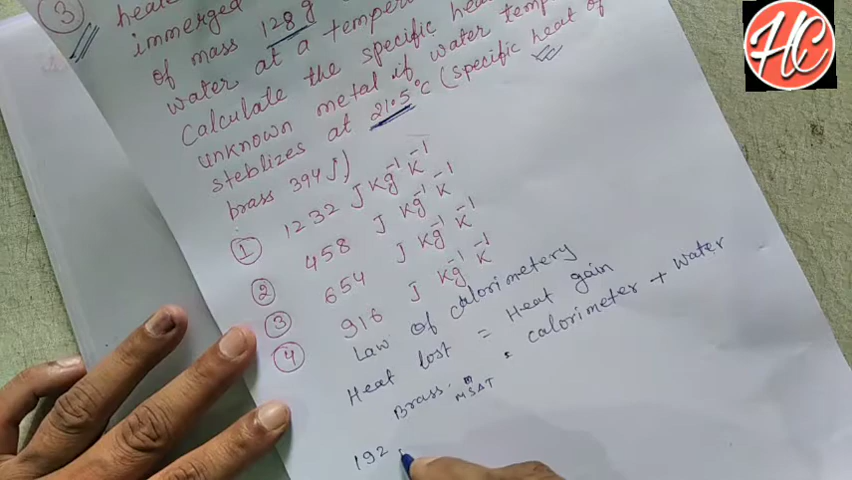 ③ heate
immerged
of mass 128g
water at a temper
Calculate the specific hea
unknown metal if water temp
steblizes at 21.5°C (specific heat of
brass 394 J)
① 1232 J Kg⁻¹ K⁻¹
② 458 J Kg⁻¹ K⁻¹
③ 654 J Kg⁻¹ K⁻¹
④ 916 J Kg⁻¹ K⁻¹
Law of calorimetery
Heat lost = Heat gain
Brass. calorimeter + water
msΔT
192
HC